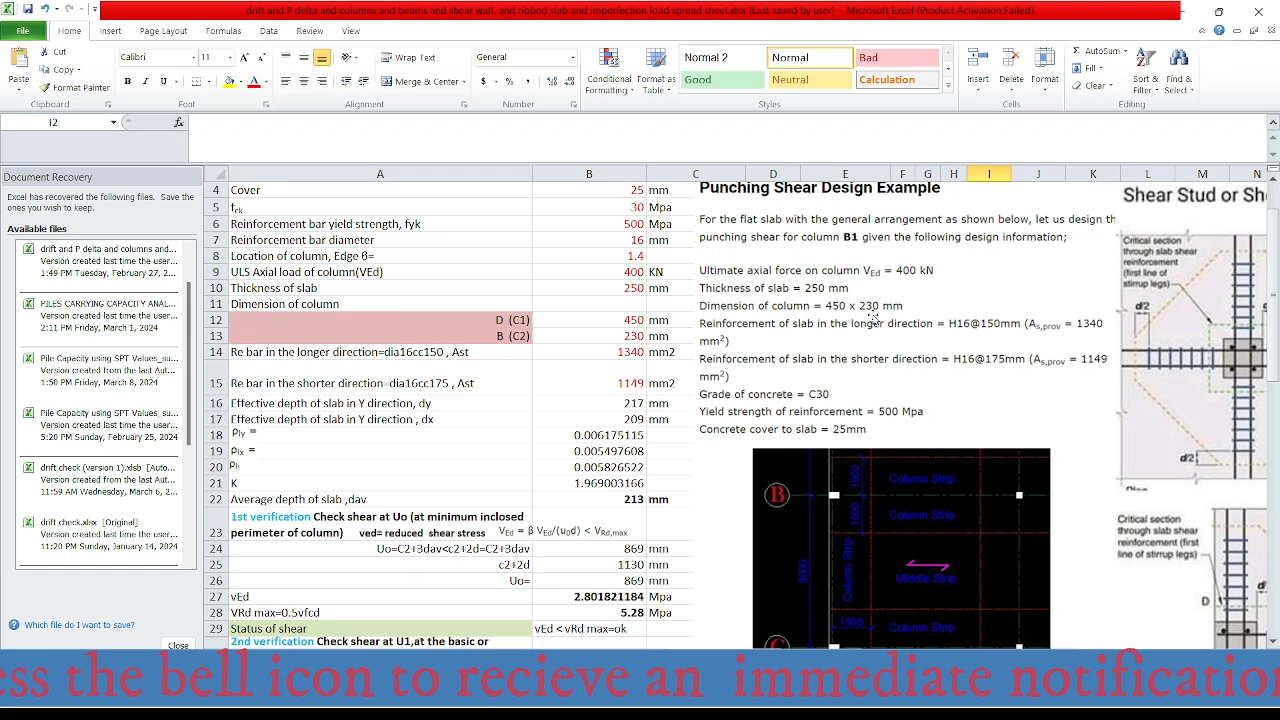 drift and P delta and columns and beams and shear wall  and ribbed slab and imperfection load spread sheet.xlsx [Last saved by user]  -  Microsoft Excel (Product Activation Failed)
File Home Insert Page Layout Formulas Data Review View
Paste Cut Copy Format Painter Clipboard
Calibri 11 Font
Wrap Text Merge & Center Alignment
General Number
Conditional Formatting Format as Table Normal 2 Normal Bad Good Neutral Calculation Styles
Insert Delete Format Cells
AutoSum Fill Clear Sort & Filter Find & Select Editing
I2 fx
Document Recovery
Excel has recovered the following files. Save the ones you wish to keep.
Available files
drift and P delta and columns and...
Version created last time the user...
1:49 PM Tuesday, February 27, 2...
PILES CARRYING CAPACITY ANAL...
Version created last time the user...
2:11 PM Friday, March 1, 2024
Pile Capacity using SPT Values_su...
Version created from the last Aut...
1:50 PM Friday, March 8, 2024
Pile Capacity using SPT Values_su...
Version created last time the user...
5:20 PM Sunday, February 25, 2024
drift check (version 1).xlsb [Auto...
Version created from the last Aut...
11:59 AM Wednesday, March 6, 2...
drift check.xlsx [Original]
Version created last time the user...
11:20 PM Sunday, January 14, 2024
Which file do I want to save?
Close
A B C D E F G H I J K L M N
4 Cover 25 mm
5 fck 30 Mpa
6 Reinforcement bar yield strength, fyk 500 Mpa
7 Reinforcement bar diameter 16 mm
8 Location of column, Edge β= 1.4
9 ULS Axial load of column(VEd) 400 KN
10 Thickness of slab 250 mm
11 Dimension of column
12 D (C1) 450 mm
13 B (C2) 230 mm
14 Re bar in the longer direction=dia16cc150 , Ast 1340 mm2
15 Re bar in the shorter direction=dia16cc175 , Ast 1149 mm2
16 Effective depth of slab in Y direction, dy 217 mm
17 Effective depth of slab in Y direction , dx 209 mm
18 ρly = 0.006175115
19 ρlx = 0.005497608
20 ρl 0.005826522
21 K 1.969003166
22 Average depth of slab ,dav 213 mm
1st verification Check shear at Uo (at minimum inclosed
23 perimeter of column) ved= reduced shear stress VEd = β VEd/(u0d) < VRd,max
24 Uo=C2+3dav<c2+2c1, c2+3dav 869 mm
25 c2+2d 1130 mm
26 Uo= 869 mm
27 vEd 2.801821184 Mpa
28 VRd max=0.5vfcd 5.28 Mpa
29 Status of shear vEd < vRd max=ok
2nd verification Check shear at U1,at the basic or
Punching Shear Design Example
For the flat slab with the general arrangement as shown below, let us design th
punching shear for column B1 given the following design information;
Ultimate axial force on column VEd = 400 kN
Thickness of slab = 250 mm
Dimension of column = 450 x 230 mm
Reinforcement of slab in the longer direction = H16@150mm (As,prov = 1340
mm2)
Reinforcement of slab in the shorter direction = H16@175mm (As,prov = 1149
mm2)
Grade of concrete = C30
Yield strength of reinforcement = 500 Mpa
Concrete cover to slab = 25mm
B
C
1500
1500
6000
Column Strip
Column Strip
Column Strip
Middle Strip
1500
Column Strip
Shear Stud or Sh
Critical section
through slab shear
reinforcement
(first line of
stirrup legs)
d/2
d/2
Critical section
through slab shear
reinforcement (first
line of stirrup legs)
D
ess the bell icon to recieve an  immediate notification